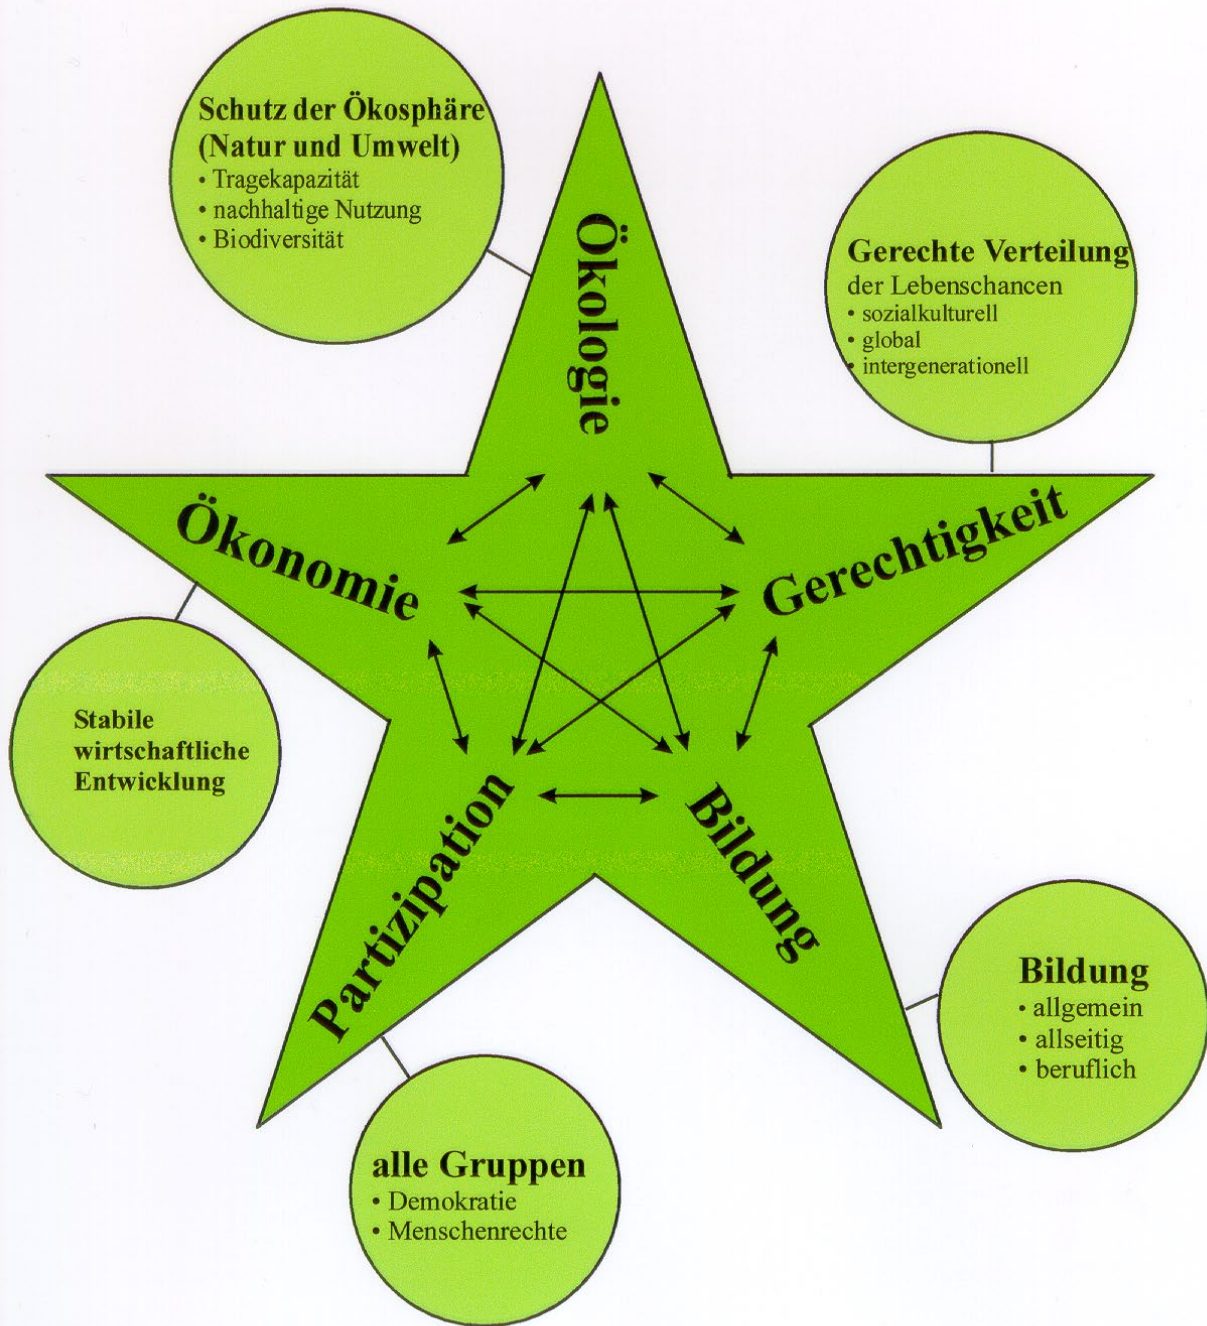 Schutz der Ökosphäre
(Natur und Umwelt)
• Tragekapazität
• nachhaltige Nutzung
• Biodiversität
Gerechte Verteilung
der Lebenschancen
• sozialkulturell
• global
• intergenerationell
Ökologie
Ökonomie
Gerechtigkeit
Stabile
wirtschaftliche
Entwicklung
Partizipation
Bildung
Bildung
• allgemein
• allseitig
• beruflich
alle Gruppen
• Demokratie
• Menschenrechte